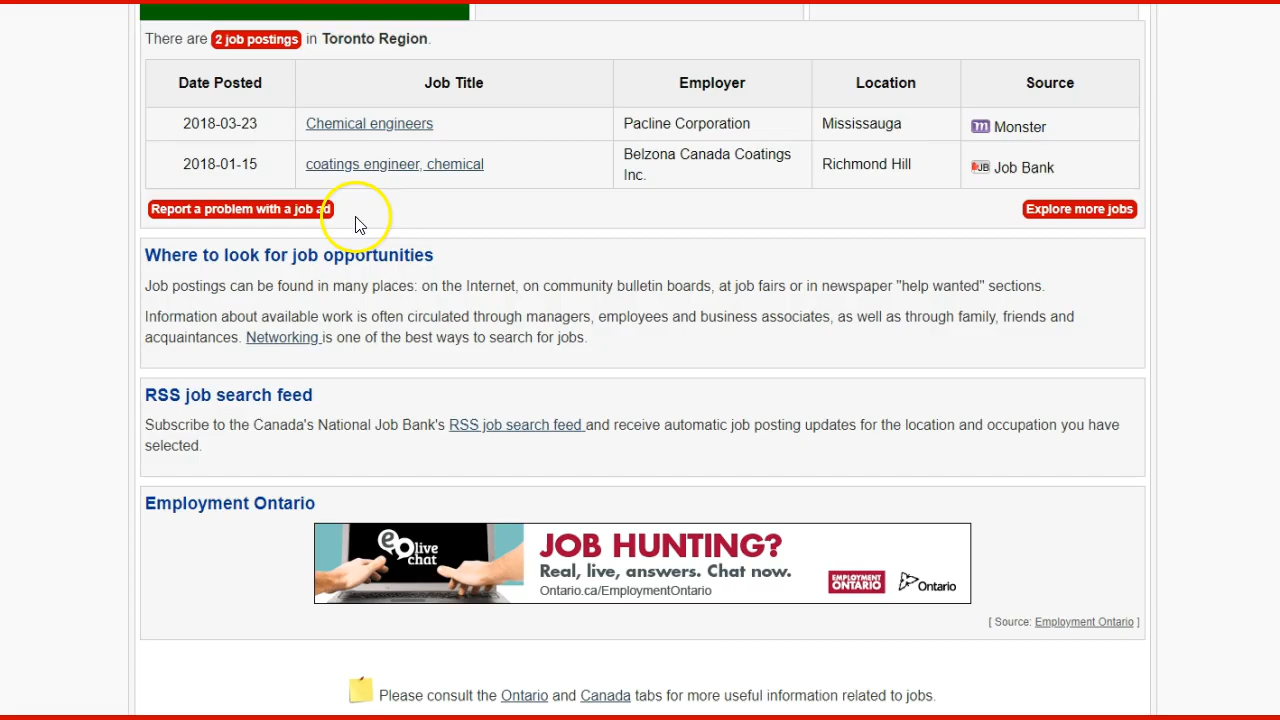 There are 2 job postings in Toronto Region.
Date Posted Job Title Employer Location Source
2018-03-23 Chemical engineers Pacline Corporation Mississauga m Monster
2018-01-15 coatings engineer, chemical Belzona Canada Coatings Inc. Richmond Hill JB Job Bank
Report a problem with a job ad Explore more jobs
Where to look for job opportunities
Job postings can be found in many places: on the Internet, on community bulletin boards, at job fairs or in newspaper "help wanted" sections.
Information about available work is often circulated through managers, employees and business associates, as well as through family, friends and
acquaintances. Networking is one of the best ways to search for jobs.
RSS job search feed
Subscribe to the Canada's National Job Bank's RSS job search feed and receive automatic job posting updates for the location and occupation you have
selected.
Employment Ontario
eo live chat
JOB HUNTING?
Real, live, answers. Chat now.
Ontario.ca/EmploymentOntario
EMPLOYMENT ONTARIO
Ontario
[ Source: Employment Ontario ]
Please consult the Ontario and Canada tabs for more useful information related to jobs.